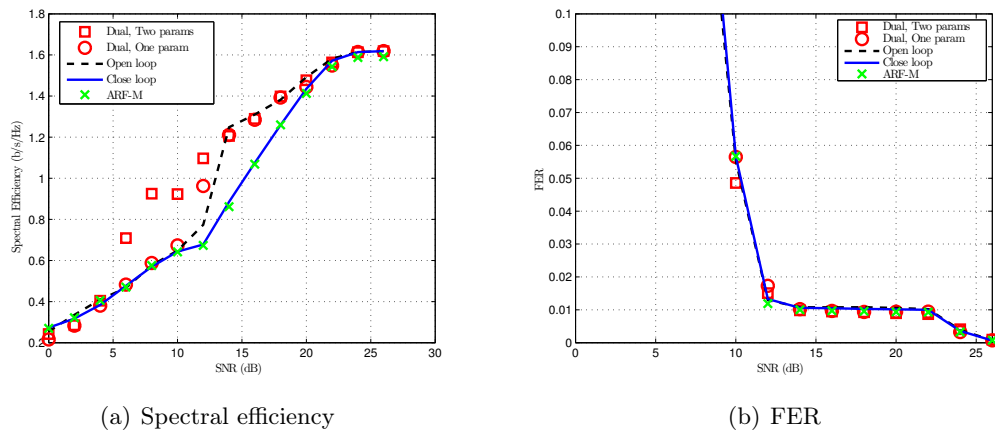 1.8
1.6
1.4
1.2
1
0.8
0.6
0.4
0.2
Spectral Efficiency (b/s/Hz)
Dual, Two params
Dual, One param
Open loop
Close loop
ARF-M
0
5
10
15
20
25
30
SNR (dB)
(a) Spectral efficiency
0.1
0.09
0.08
0.07
0.06
0.05
0.04
0.03
0.02
0.01
0
FER
Dual, Two params
Dual, One param
Open loop
Close loop
ARF-M
0
5
10
15
20
25
SNR (dB)
(b) FER